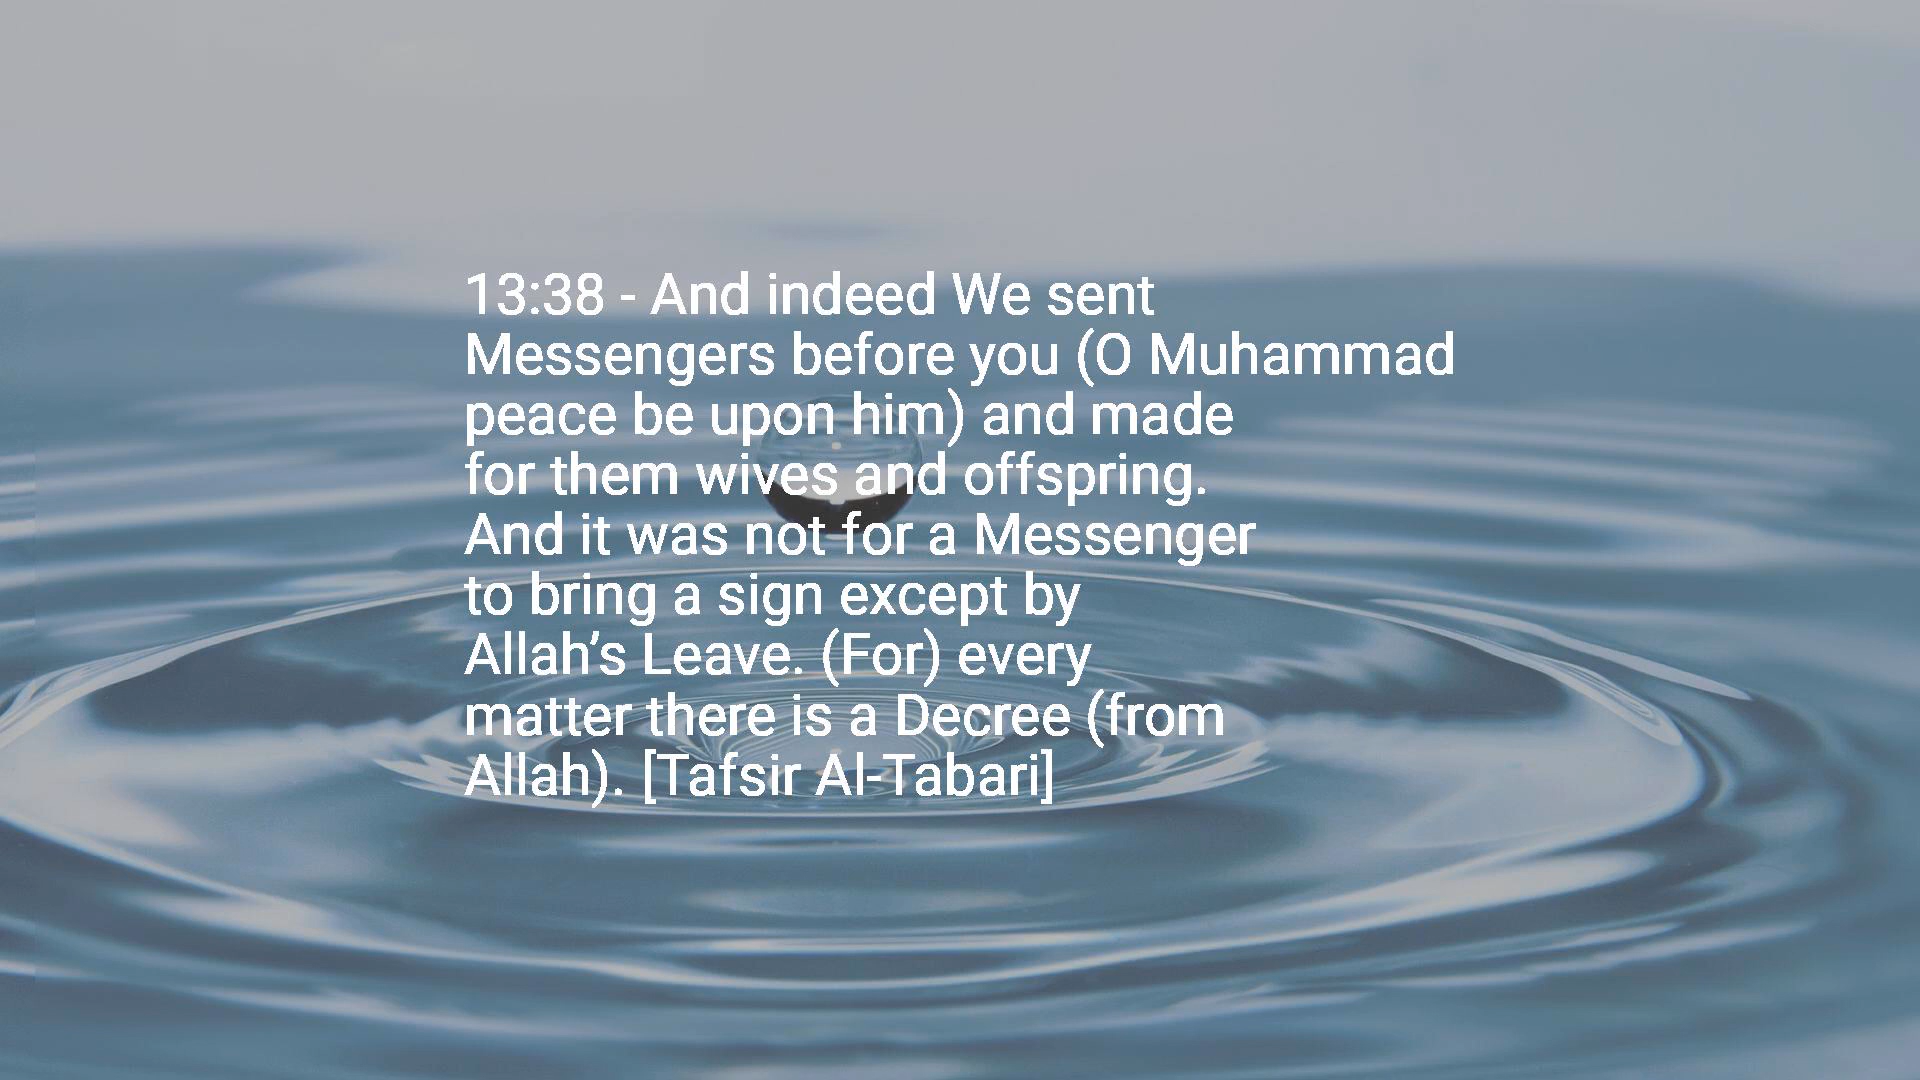 13:38 - And indeed We sent
Messengers before you (O Muhammad
peace be upon him) and made
for them wives and offspring.
And it was not for a Messenger
to bring a sign except by
Allah’s Leave. (For) every
matter there is a Decree (from
Allah). [Tafsir Al-Tabari]